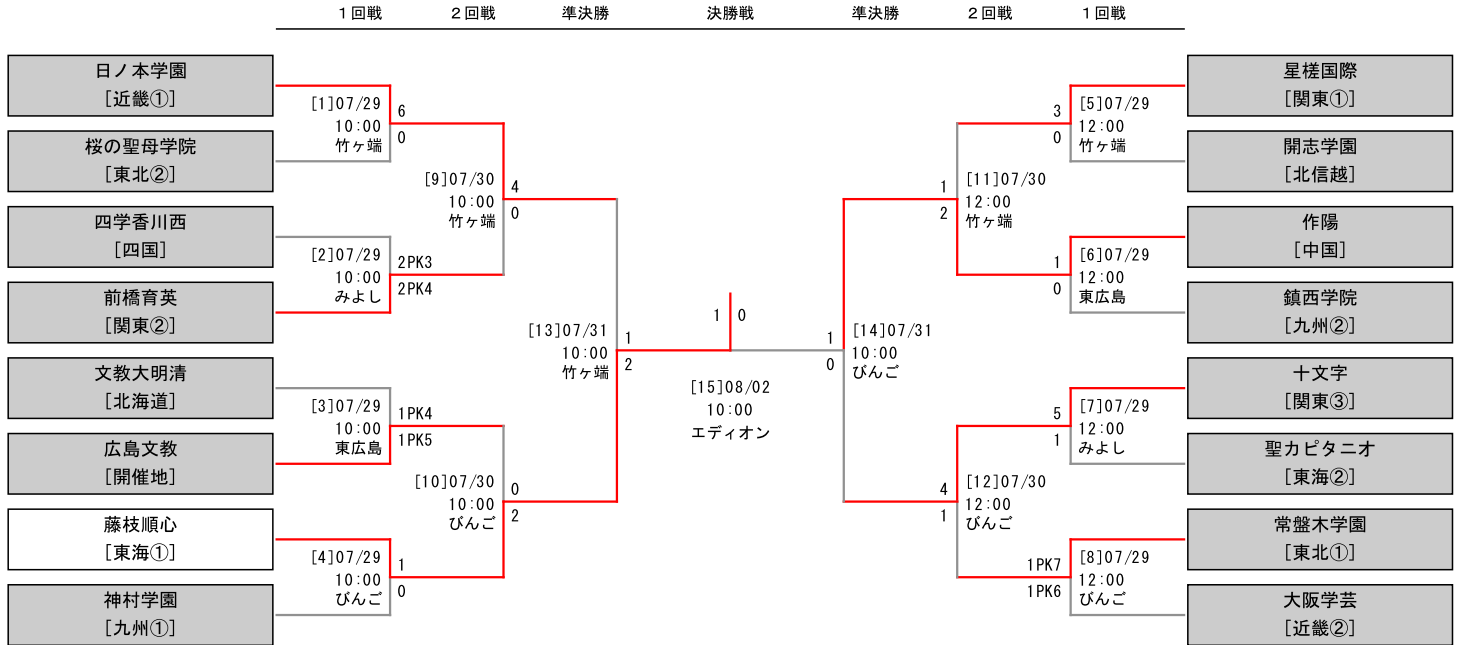 １回戦 ２回戦 準決勝 決勝戦 準決勝 ２回戦 １回戦
日ノ本学園
[近畿①]
桜の聖母学院
[東北②]
四学香川西
[四国]
前橋育英
[関東②]
文教大明清
[北海道]
広島文教
[開催地]
藤枝順心
[東海①]
神村学園
[九州①]
[1]07/29
10:00
竹ヶ端
6
0
[2]07/29
10:00
みよし
2PK3
2PK4
[3]07/29
10:00
東広島
1PK4
1PK5
[4]07/29
10:00
びんご
1
0
[9]07/30
10:00
竹ヶ端
4
0
[10]07/30
10:00
びんご
0
2
[13]07/31
10:00
竹ヶ端
1
2
1 0
[15]08/02
10:00
エディオン
1
0
[14]07/31
10:00
びんご
1
2
[11]07/30
12:00
竹ヶ端
4
1
[12]07/30
12:00
びんご
3
0
[5]07/29
12:00
竹ヶ端
1
0
[6]07/29
12:00
東広島
5
1
[7]07/29
12:00
みよし
1PK7
1PK6
[8]07/29
12:00
びんご
星槎国際
[関東①]
開志学園
[北信越]
作陽
[中国]
鎮西学院
[九州②]
十文字
[関東③]
聖カピタニオ
[東海②]
常盤木学園
[東北①]
大阪学芸
[近畿②]